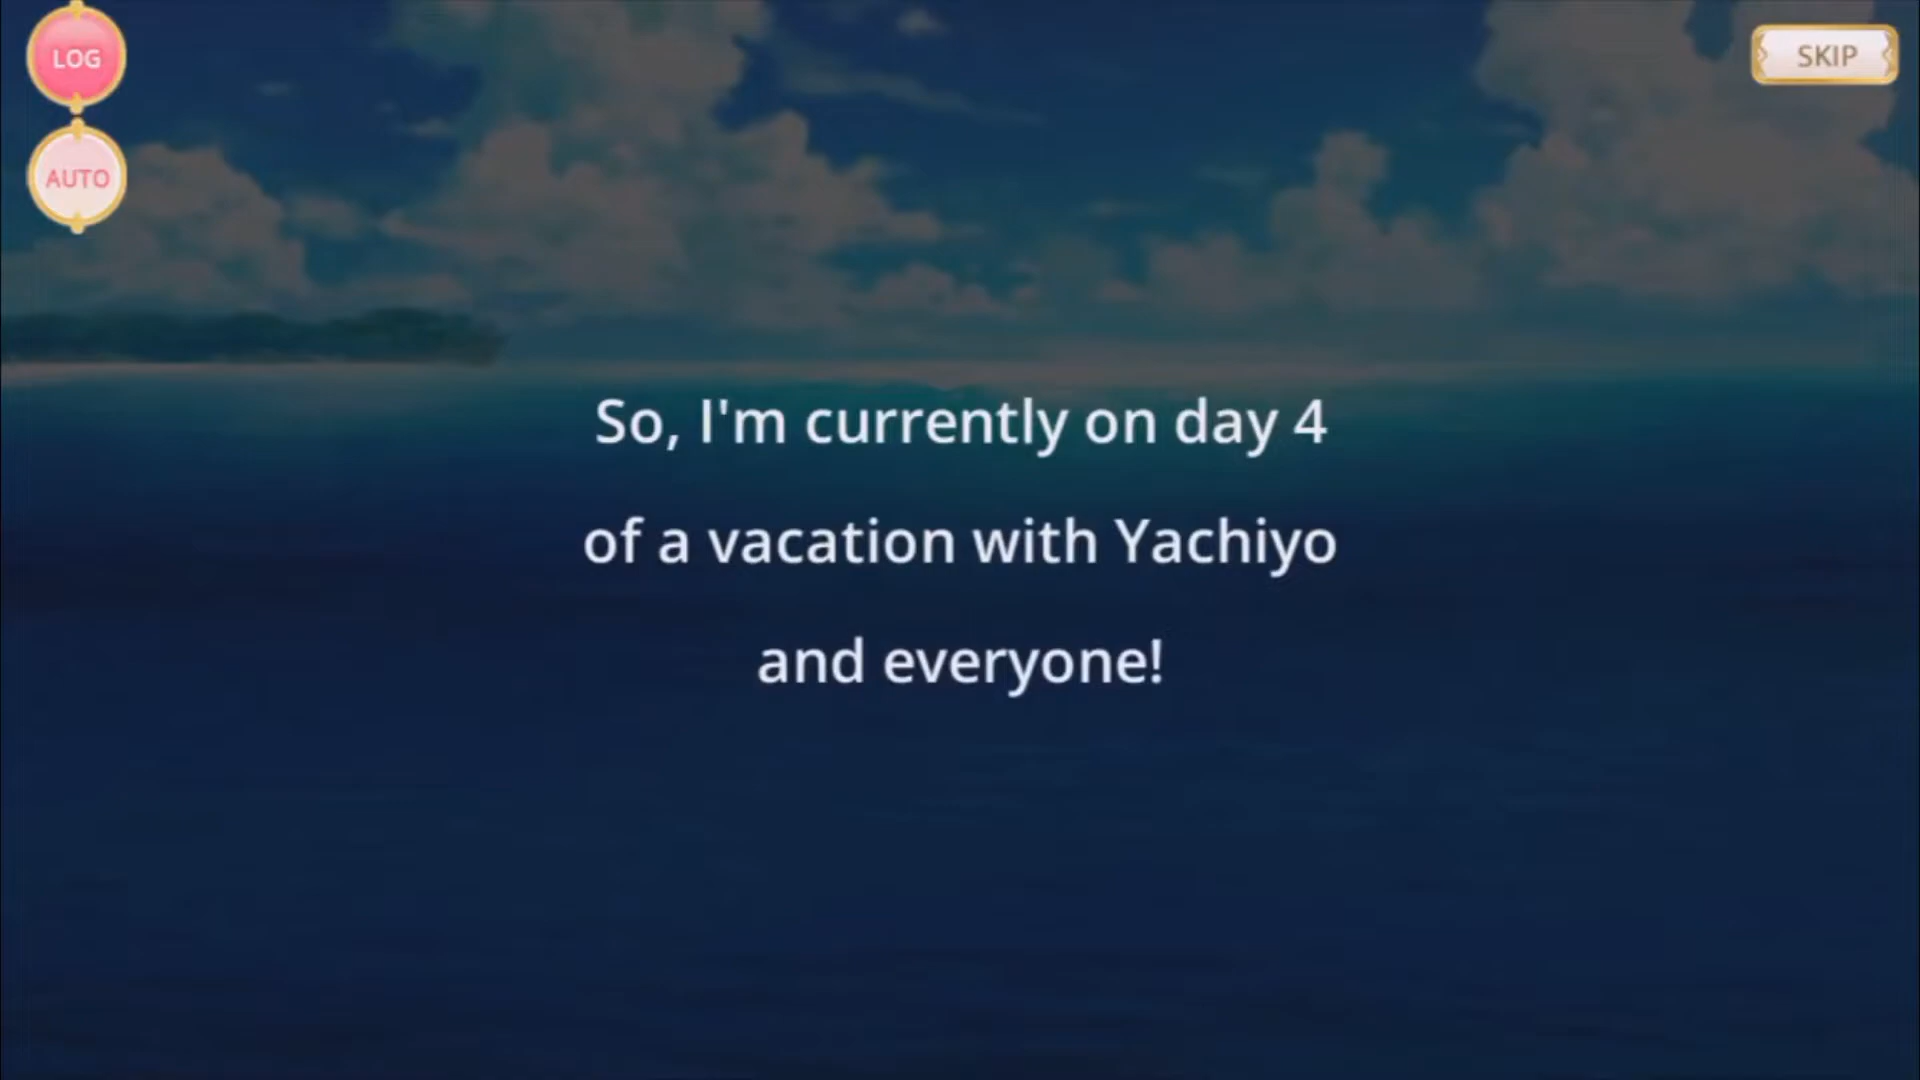 LOG
SKIP
AUTO
So, I'm currently on day 4
of a vacation with Yachiyo
and everyone!